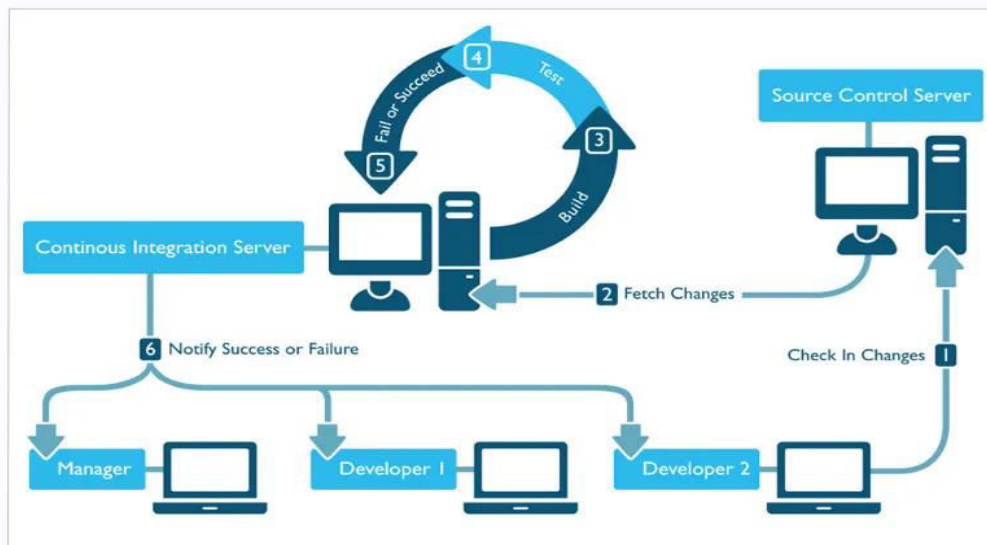 4
Test
Fail or Succeed
3
5
Build
Source Control Server
Continous Integration Server
2 Fetch Changes
6 Notify Success or Failure
Check In Changes 1
Manager
Developer 1
Developer 2